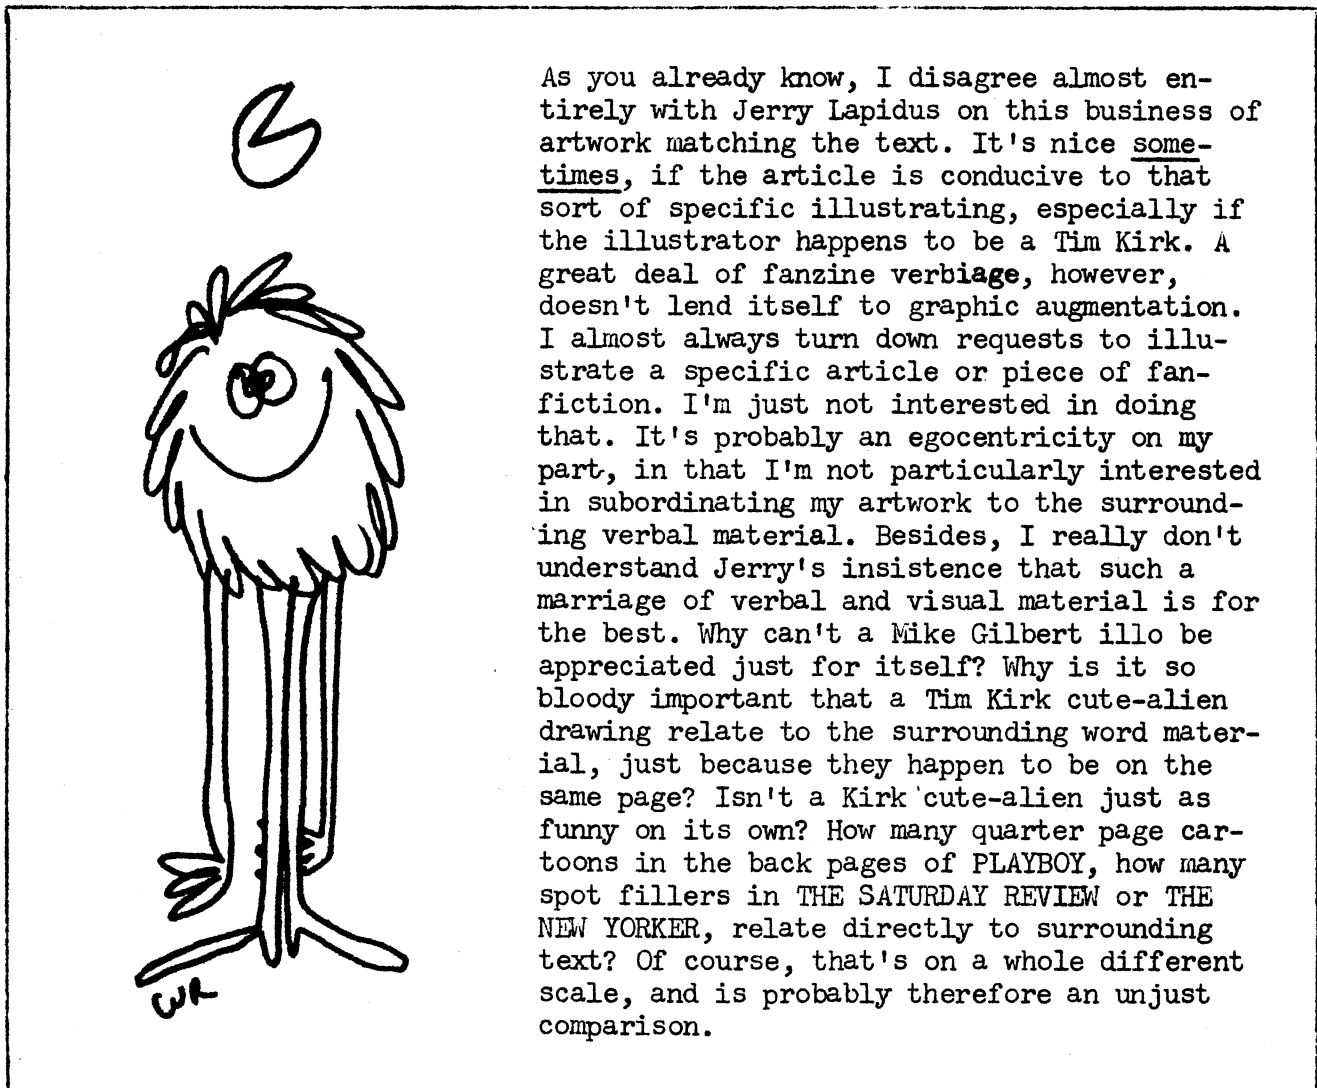 As you already know, I disagree almost en-
tirely with Jerry Lapidus on this business of
artwork matching the text. It's nice some-
times, if the article is conducive to that
sort of specific illustrating, especially if
the illustrator happens to be a Tim Kirk. A
great deal of fanzine verbiage, however,
doesn't lend itself to graphic augmentation.
I almost always turn down requests to illu-
strate a specific article or piece of fan-
fiction. I'm just not interested in doing
that. It's probably an egocentricity on my
part, in that I'm not particularly interested
in subordinating my artwork to the surround-
ing verbal material. Besides, I really don't
understand Jerry's insistence that such a
marriage of verbal and visual material is for
the best. Why can't a Mike Gilbert illo be
appreciated just for itself? Why is it so
bloody important that a Tim Kirk cute-alien
drawing relate to the surrounding word mater-
ial, just because they happen to be on the
same page? Isn't a Kirk cute-alien just as
funny on its own? How many quarter page car-
toons in the back pages of PLAYBOY, how many
spot fillers in THE SATURDAY REVIEW or THE
NEW YORKER, relate directly to surrounding
text? Of course, that's on a whole different
scale, and is probably therefore an unjust
comparison.
WR